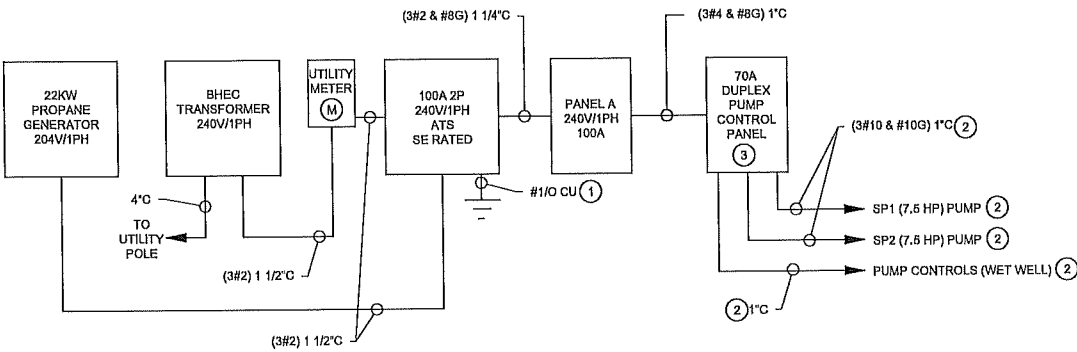 (3#2 & #8G) 1 1/4"C
(3#4 & #8G) 1"C
22KW
PROPANE
GENERATOR
204V/1PH
BHEC
TRANSFORMER
240V/1PH
UTILITY
METER
M
100A 2P
240V/1PH
ATS
SE RATED
PANEL A
240V/1PH
100A
70A
DUPLEX
PUMP
CONTROL
PANEL
3
(3#10 & #10G) 1"C 2
4"C
TO
UTILITY
POLE
#1/O CU 1
SP1 (7.5 HP) PUMP 2
SP2 (7.5 HP) PUMP 2
PUMP CONTROLS (WET WELL) 2
(3#2) 1 1/2"C
2 1"C
(3#2) 1 1/2"C